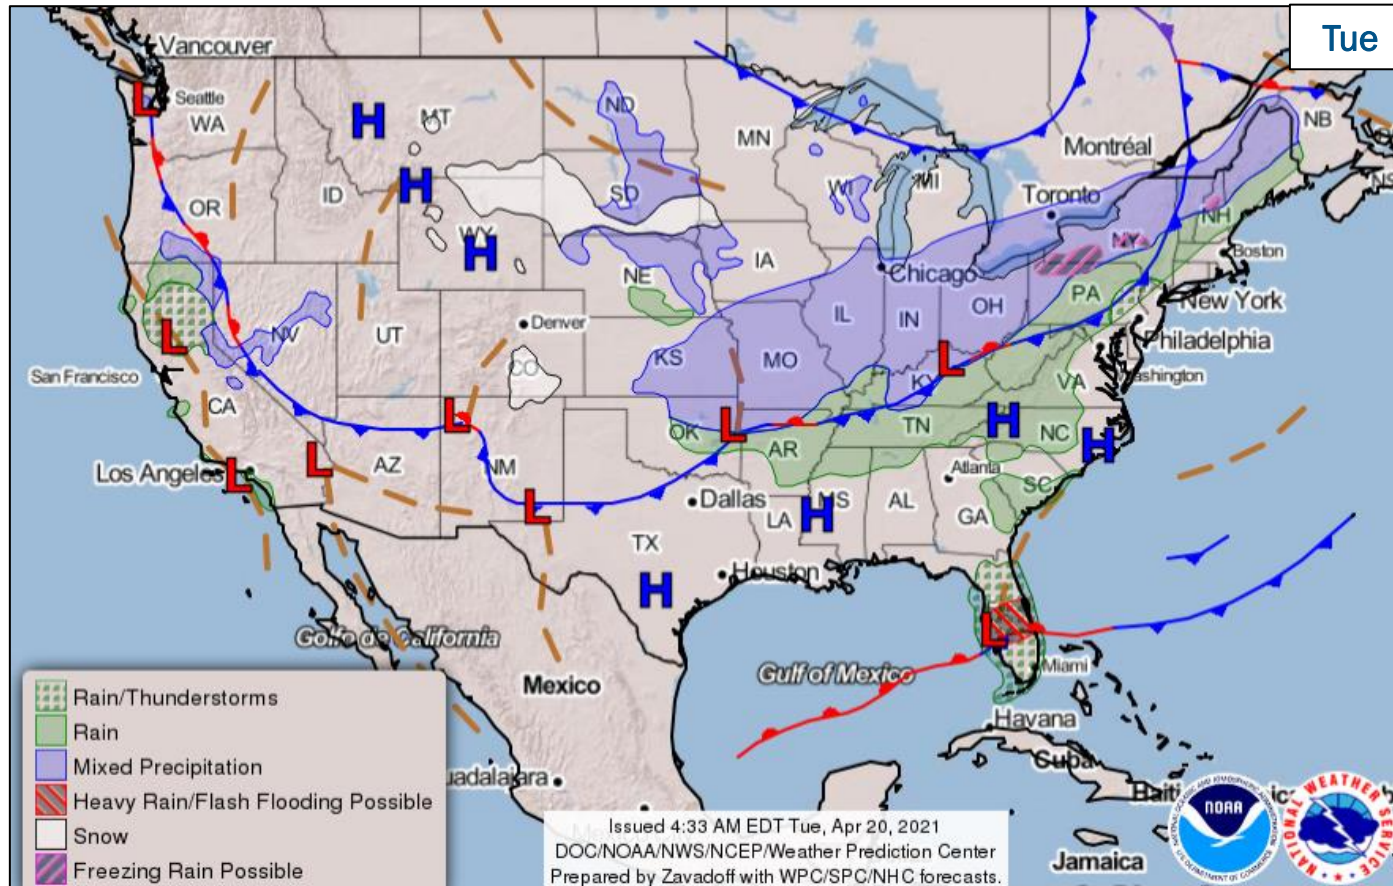 Tue
Vancouver
Seattle
WA
MT
ND
MN
Montréal
NB
NS
OR
ID
SD
WI
MI
Toronto
NH
WY
NY
Boston
IA
Chicago
NE
PA
New York
NV
UT
Denver
IL
IN
OH
Philadelphia
San Francisco
CO
KS
MO
KY
VA
ashington
CA
OK
TN
NC
Los Angeles
AZ
NM
AR
Atlanta
SC
Dallas
LA
MS
AL
GA
TX
Houston
Golfo de California
Gulf of Mexico
Miami
Mexico
Havana
Cuba
uadalajara
Haiti
Jamaica
H
H
H
H
H
H
H
L
L
L
L
L
L
L
L
L
Rain/Thunderstorms
Rain
Mixed Precipitation
Heavy Rain/Flash Flooding Possible
Snow
Freezing Rain Possible
Issued 4:33 AM EDT Tue, Apr 20, 2021
DOC/NOAA/NWS/NCEP/Weather Prediction Center
Prepared by Zavadoff with WPC/SPC/NHC forecasts.
NOAA
NATIONAL WEATHER SERVICE